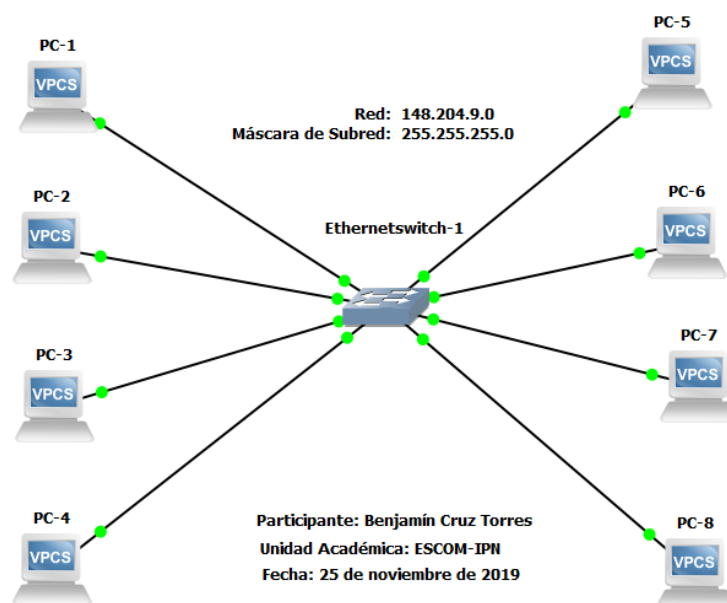 PC-1
VPCS
PC-5
VPCS
Red: 148.204.9.0
Máscara de Subred: 255.255.255.0
PC-2
VPCS
PC-6
VPCS
Ethernetswitch-1
PC-3
VPCS
PC-7
VPCS
PC-4
VPCS
PC-8
VPCS
Participante: Benjamín Cruz Torres
Unidad Académica: ESCOM-IPN
Fecha: 25 de noviembre de 2019